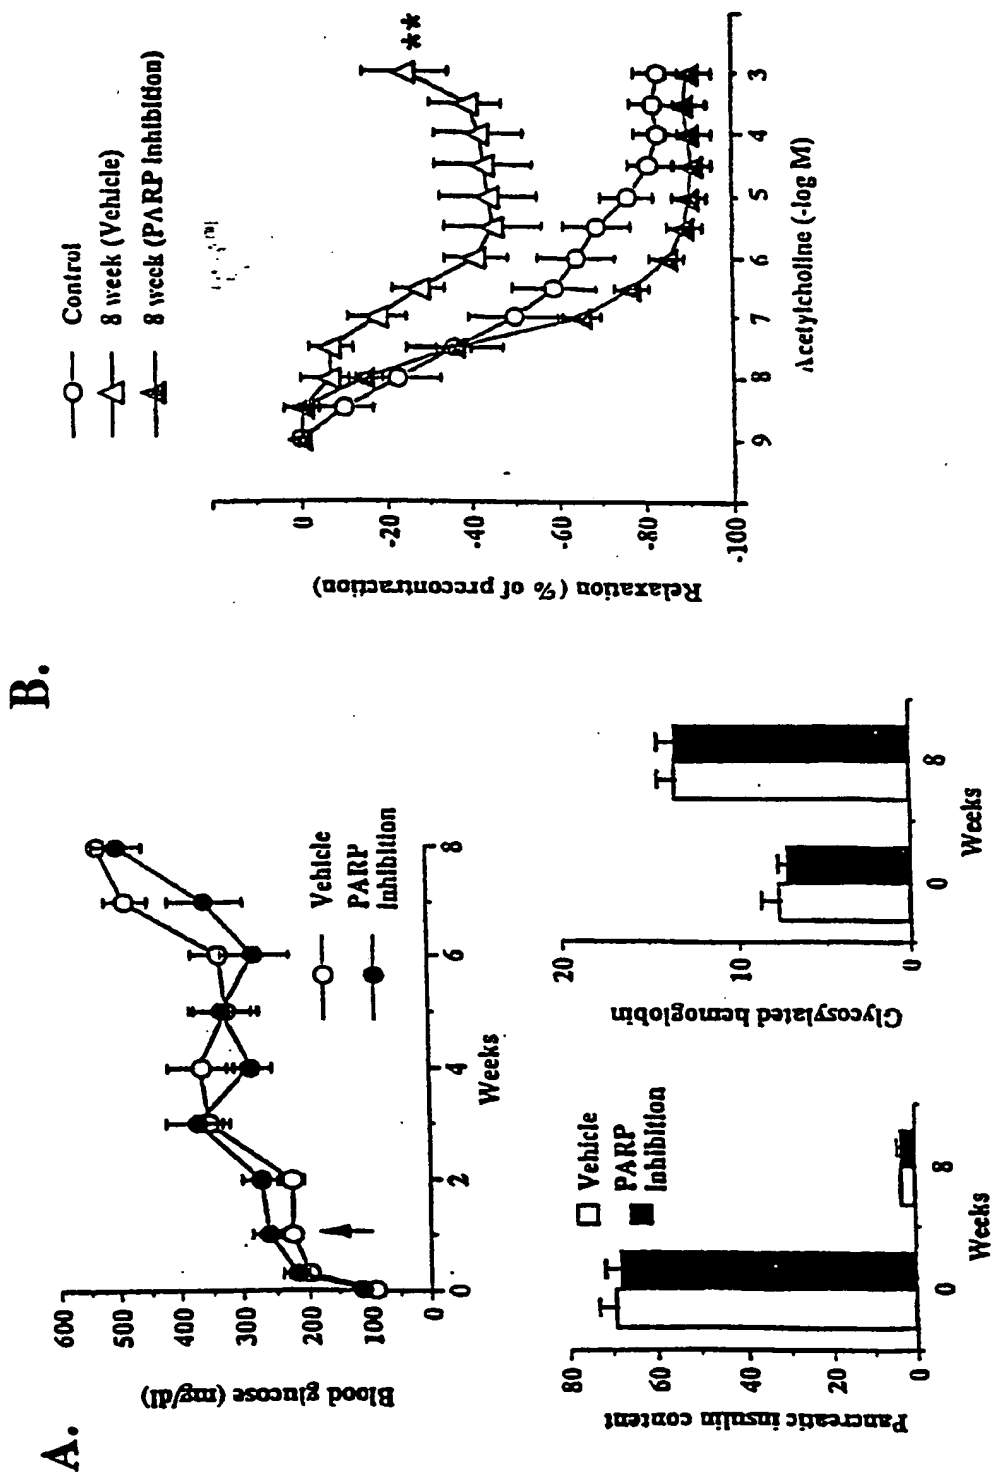 A.
Blood glucose (mg/dl)
600
500
400
300
200
100
0
0 2 4 6 8
Weeks
Vehicle
PARP
Inhibition
Pancreatic insulin content
80
60
40
20
0
0 8
Weeks
Vehicle
PARP
Inhibition
Glycosylated hemoglobin
20
10
0
0 8
Weeks
B.
Control
8 week (Vehicle)
8 week (PARP Inhibition)
Relaxation (% of precontraction)
0
-20
-40
-60
-80
-100
9 8 7 6 5 4 3
Acetylcholine (-log M)
**